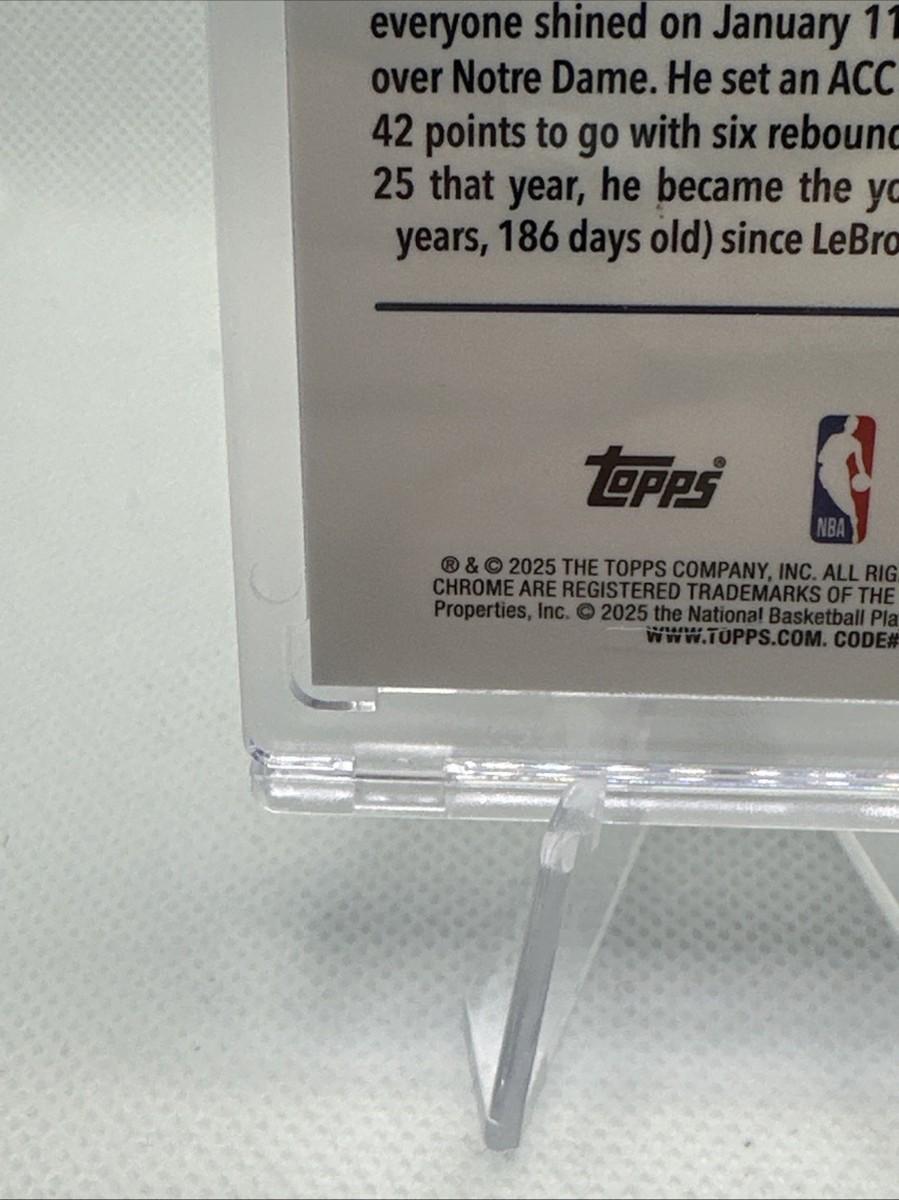 everyone shined on January 11
over Notre Dame. He set an ACC
42 points to go with six rebound
25 that year, he became the yo
years, 186 days old) since LeBro
Topps®
NBA
® & © 2025 THE TOPPS COMPANY, INC. ALL RIG
CHROME ARE REGISTERED TRADEMARKS OF THE
Properties, Inc. © 2025 the National Basketball Pla
WWW.TOPPS.COM. CODE#